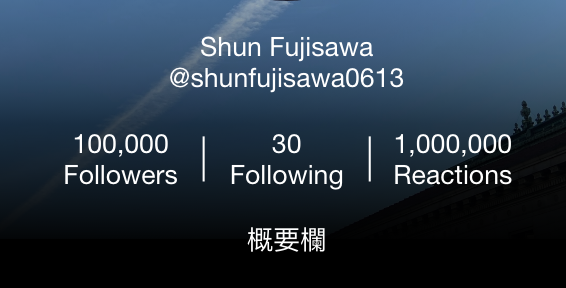 Shun Fujisawa
@shunfujisawa0613
100,000 30 1,000,000
Followers Following Reactions
概要欄